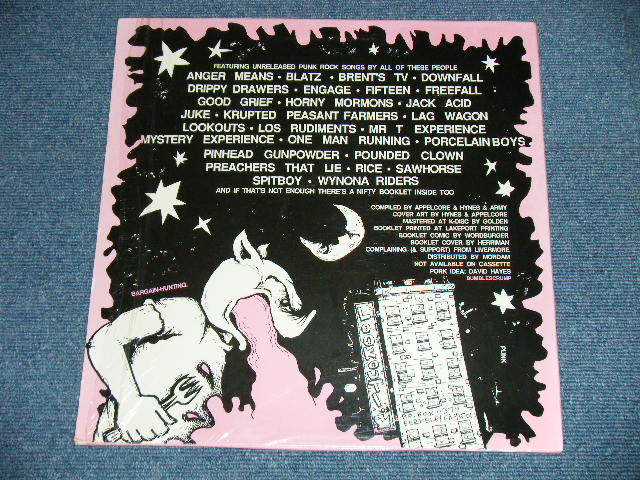 FEATURING UNRELEASED PUNK ROCK SONGS BY ALL OF THESE PEOPLE
ANGER MEANS • BLATZ • BRENT'S TV • DOWNFALL
DRIPPY DRAWERS • ENGAGE • FIFTEEN • FREEFALL
GOOD GRIEF • HORNY MORMONS • JACK ACID
JUKE • KRUPTED PEASANT FARMERS • LAG WAGON
LOOKOUTS • LOS RUDIMENTS • MR T EXPERIENCE
MYSTERY EXPERIENCE • ONE MAN RUNNING • PORCELAIN BOYS
PINHEAD GUNPOWDER • POUNDED CLOWN
PREACHERS THAT LIE • RICE • SAWHORSE
SPITBOY • WYNONA RIDERS
AND IF THAT'S NOT ENOUGH THERE'S A NIFTY BOOKLET INSIDE TOO
COMPILED BY APPELCORE & HYNES & ARMY
COVER ART BY HYNES & APPELCORE
MASTERED AT K-DISC BY GOLDEN
BOOKLET PRINTED AT LAKEPORT PRINTING
BOOKLET COMIC BY WORDBURGER
BOOKLET COVER BY HERRIMAN
COMPLAINING (& SUPPORT) FROM LIVERMORE
DISTRIBUTED BY MORDAM
NOT AVAILABLE ON CASSETTE
PORK IDEA: DAVID HAYES
BUMBLESCRUMP
BARGAIN-HUNTING
PUNK